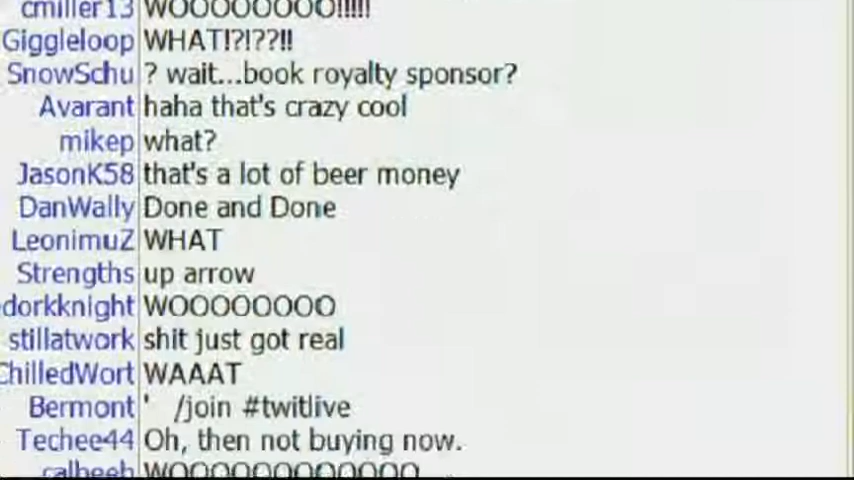 cmiller13 WOOOOOOOO!!!!!
Giggleloop WHAT!?!??!!
SnowSchu ? wait...book royalty sponsor?
Avarant haha that's crazy cool
mikep what?
JasonK58 that's a lot of beer money
DanWally Done and Done
LeonimuZ WHAT
Strengths up arrow
dorkknight WOOOOOOOO
stillatwork shit just got real
ChilledWort WAAAT
Bermont ' /join #twitlive
Techee44 Oh, then not buying now.
calbeeh WOOOOOOOOOOOO